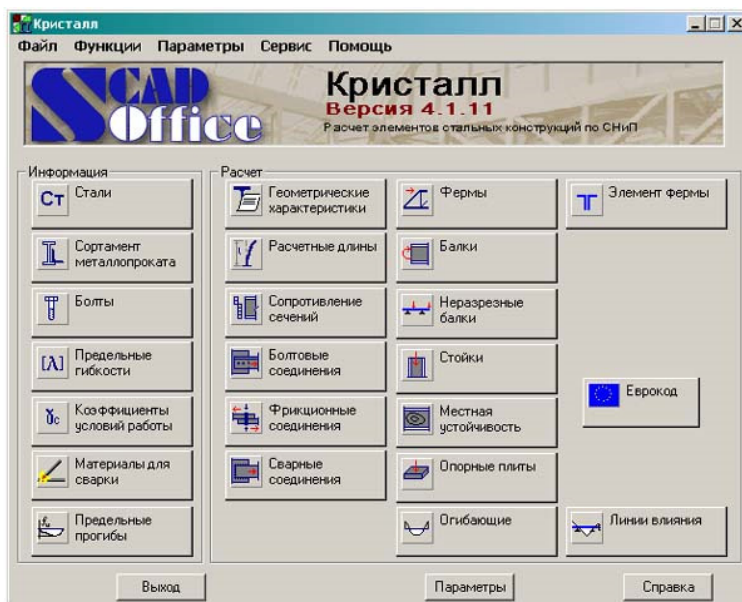 Кристалл
Файл Функции Параметры Сервис Помощь
SCAD
Office
Кристалл
Версия 4.1.11
Расчет элементов стальных конструкций по СНиП
Информация
Ст Стали
Сортамент
металлопроката
Болты
[λ] Предельные
гибкости
γc Коэффициенты
условий работы
Материалы для
сварки
Предельные
прогибы
Расчет
Геометрические
характеристики
Расчетные длины
Сопротивление
сечений
Болтовые
соединения
Фрикционные
соединения
Сварные
соединения
Фермы
Балки
Неразрезные
балки
Стойки
Местная
устойчивость
Опорные плиты
Огибающие
Элемент фермы
Еврокод
Линии влияния
Выход
Параметры
Справка